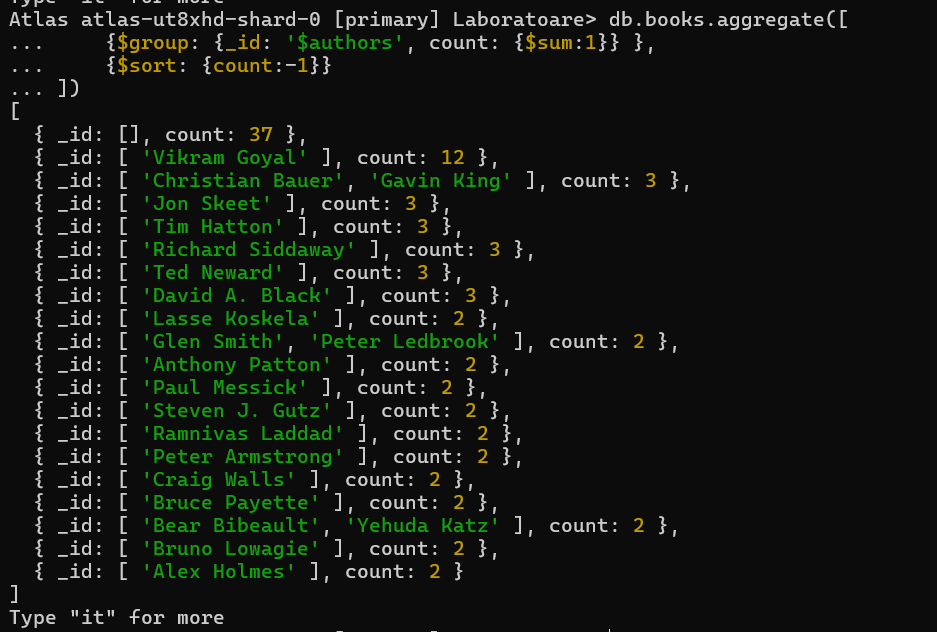 Type "it" for more
Atlas atlas-ut8xhd-shard-0 [primary] Laboratoare> db.books.aggregate([
...     {$group: {_id: '$authors', count: {$sum:1}} },
...     {$sort: {count:-1}}
... ])
[
  { _id: [], count: 37 },
  { _id: [ 'Vikram Goyal' ], count: 12 },
  { _id: [ 'Christian Bauer', 'Gavin King' ], count: 3 },
  { _id: [ 'Jon Skeet' ], count: 3 },
  { _id: [ 'Tim Hatton' ], count: 3 },
  { _id: [ 'Richard Siddaway' ], count: 3 },
  { _id: [ 'Ted Neward' ], count: 3 },
  { _id: [ 'David A. Black' ], count: 3 },
  { _id: [ 'Lasse Koskela' ], count: 2 },
  { _id: [ 'Glen Smith', 'Peter Ledbrook' ], count: 2 },
  { _id: [ 'Anthony Patton' ], count: 2 },
  { _id: [ 'Paul Messick' ], count: 2 },
  { _id: [ 'Steven J. Gutz' ], count: 2 },
  { _id: [ 'Ramnivas Laddad' ], count: 2 },
  { _id: [ 'Peter Armstrong' ], count: 2 },
  { _id: [ 'Craig Walls' ], count: 2 },
  { _id: [ 'Bruce Payette' ], count: 2 },
  { _id: [ 'Bear Bibeault', 'Yehuda Katz' ], count: 2 },
  { _id: [ 'Bruno Lowagie' ], count: 2 },
  { _id: [ 'Alex Holmes' ], count: 2 }
]
Type "it" for more